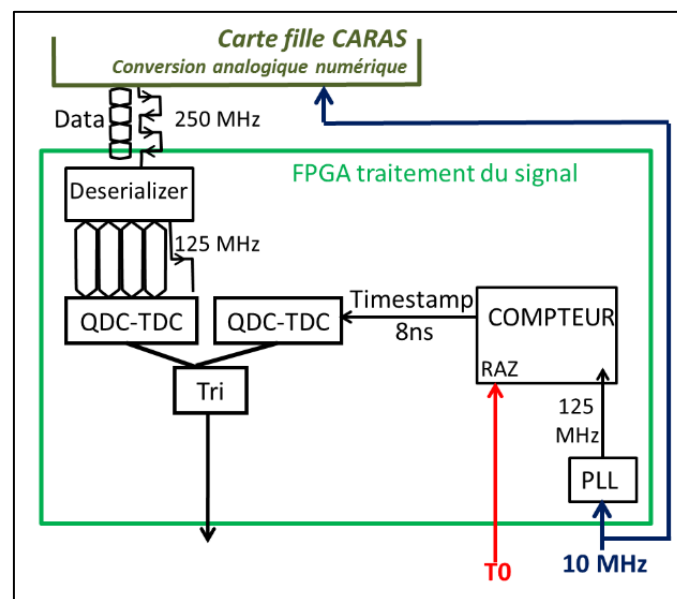 Carte fille CARAS
Conversion analogique numérique
Data
250 MHz
FPGA traitement du signal
Deserializer
125 MHz
QDC-TDC
QDC-TDC
Timestamp
8ns
COMPTEUR
RAZ
Tri
125
MHz
PLL
T0
10 MHz